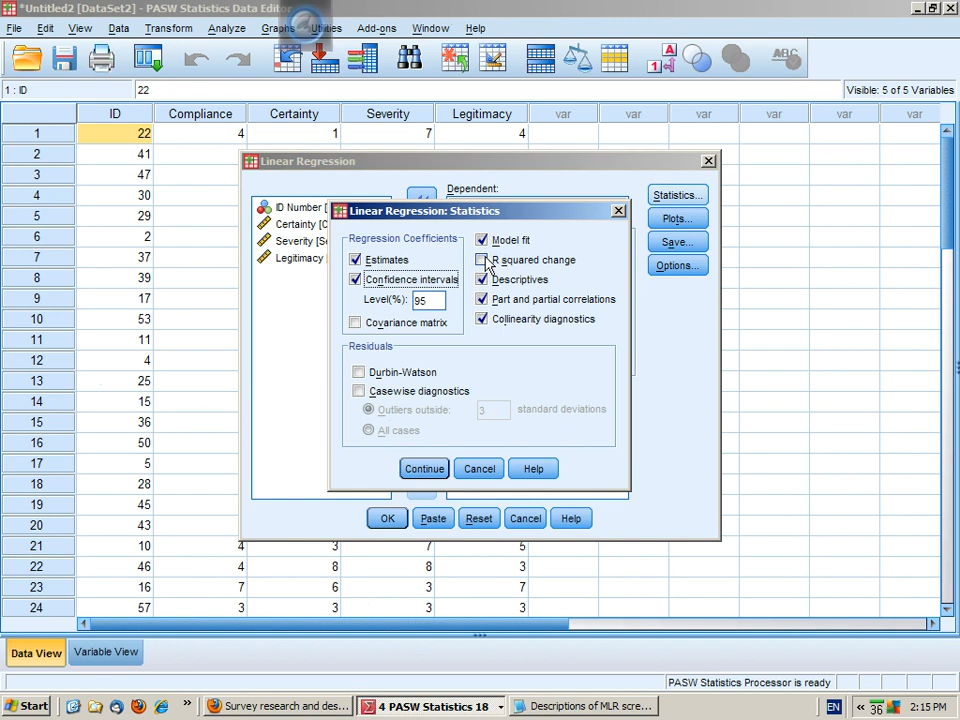 *Untitled2 [DataSet2] - PASW Statistics Data Editor
File Edit View Data Transform Analyze Graphs Utilities Add-ons Window Help
1 : ID 22 Visible: 5 of 5 Variables
ID Compliance Certainty Severity Legitimacy var var var var var var
1 22 4 1 7 4
2 41
3 47
4 30
5 29
6 2
7 37
8 31
9 17
10 53
11 11
12 4
13 25
14 15
15 36
16 50
17 5
18 28
19 45
20 43
21 10 4 3 7 5
22 46 4 8 8 3
23 16 7 6 3 7
24 57 3 3 3 3
Linear Regression
Dependent:
ID Number [
Certainty [C
Severity [Se
Legitimacy [
Statistics...
Plots...
Save...
Options...
Linear Regression: Statistics
Regression Coefficients
Estimates
Confidence intervals
Level(%): 95
Covariance matrix
Model fit
R squared change
Descriptives
Part and partial correlations
Collinearity diagnostics
Residuals
Durbin-Watson
Casewise diagnostics
Outliers outside: 3 standard deviations
All cases
Continue Cancel Help
OK Paste Reset Cancel Help
Data View Variable View
PASW Statistics Processor is ready
Start » Survey research and des... 4 PASW Statistics 18 Descriptions of MLR scre... EN « 36 2:15 PM